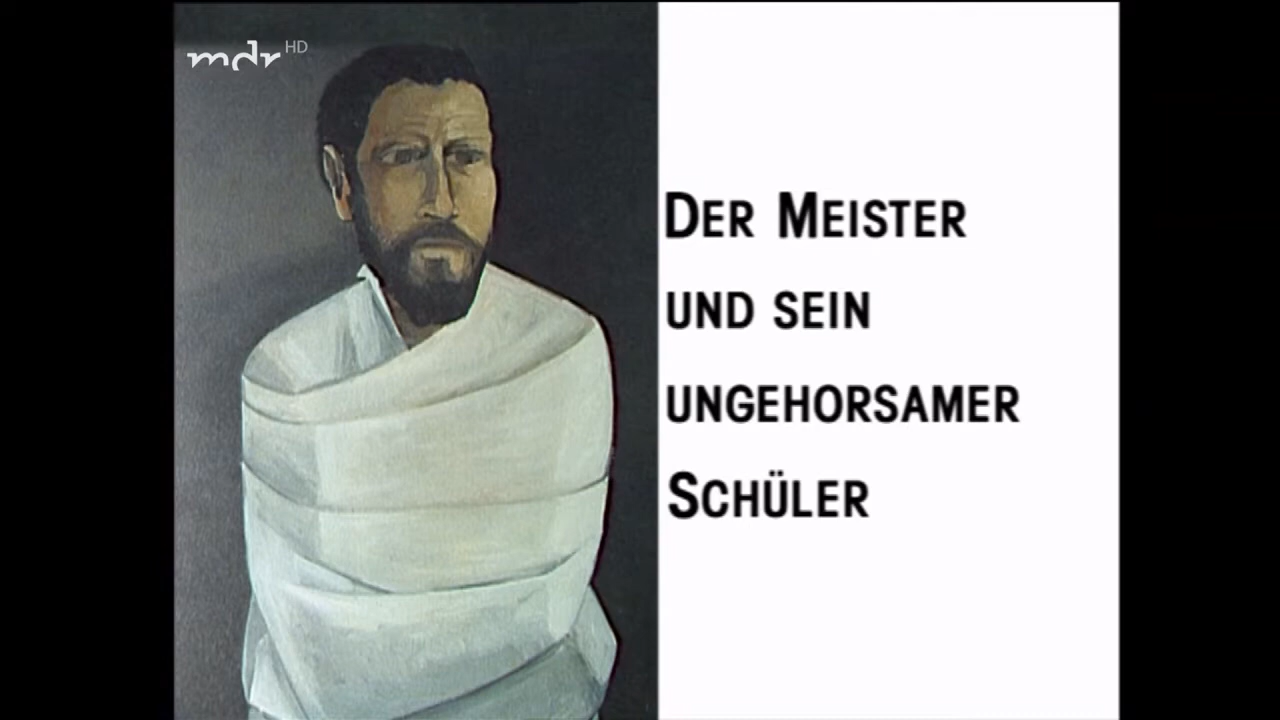 mdr HD
DER MEISTER
UND SEIN
UNGEHORSAMER
SCHÜLER